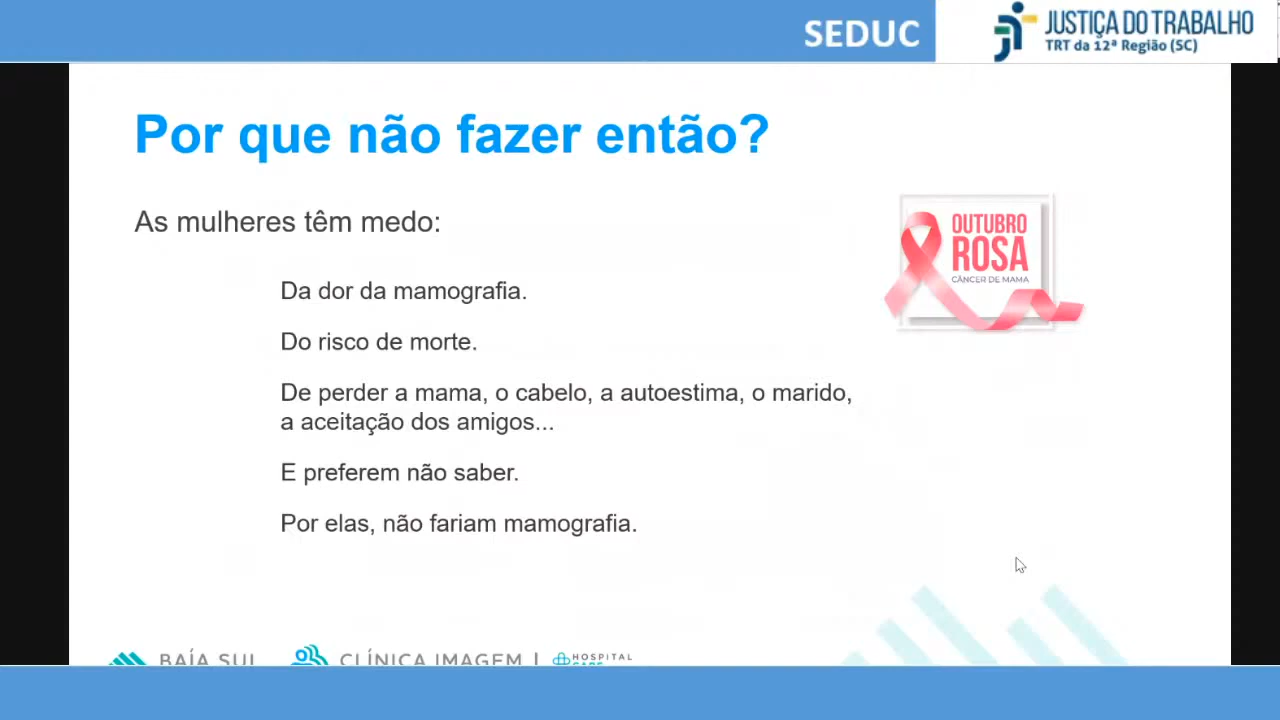 SEDUC
JUSTIÇA DO TRABALHO
TRT da 12ª Região (SC)
Por que não fazer então?
As mulheres têm medo:
OUTUBRO
ROSA
CÂNCER DE MAMA
Da dor da mamografia.
Do risco de morte.
De perder a mama, o cabelo, a autoestima, o marido,
a aceitação dos amigos...
E preferem não saber.
Por elas, não fariam mamografia.
BAÍA SUL
CLÍNICA IMAGEM |
HOSPITAL
CARE